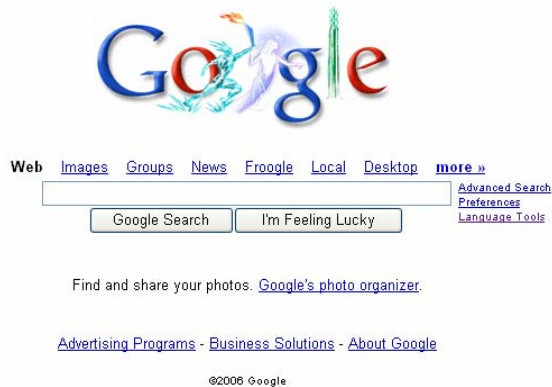 Google
Web Images Groups News Froogle Local Desktop more »
Advanced Search
Preferences
Language Tools
Google Search I'm Feeling Lucky
Find and share your photos. Google's photo organizer.
Advertising Programs - Business Solutions - About Google
©2006 Google